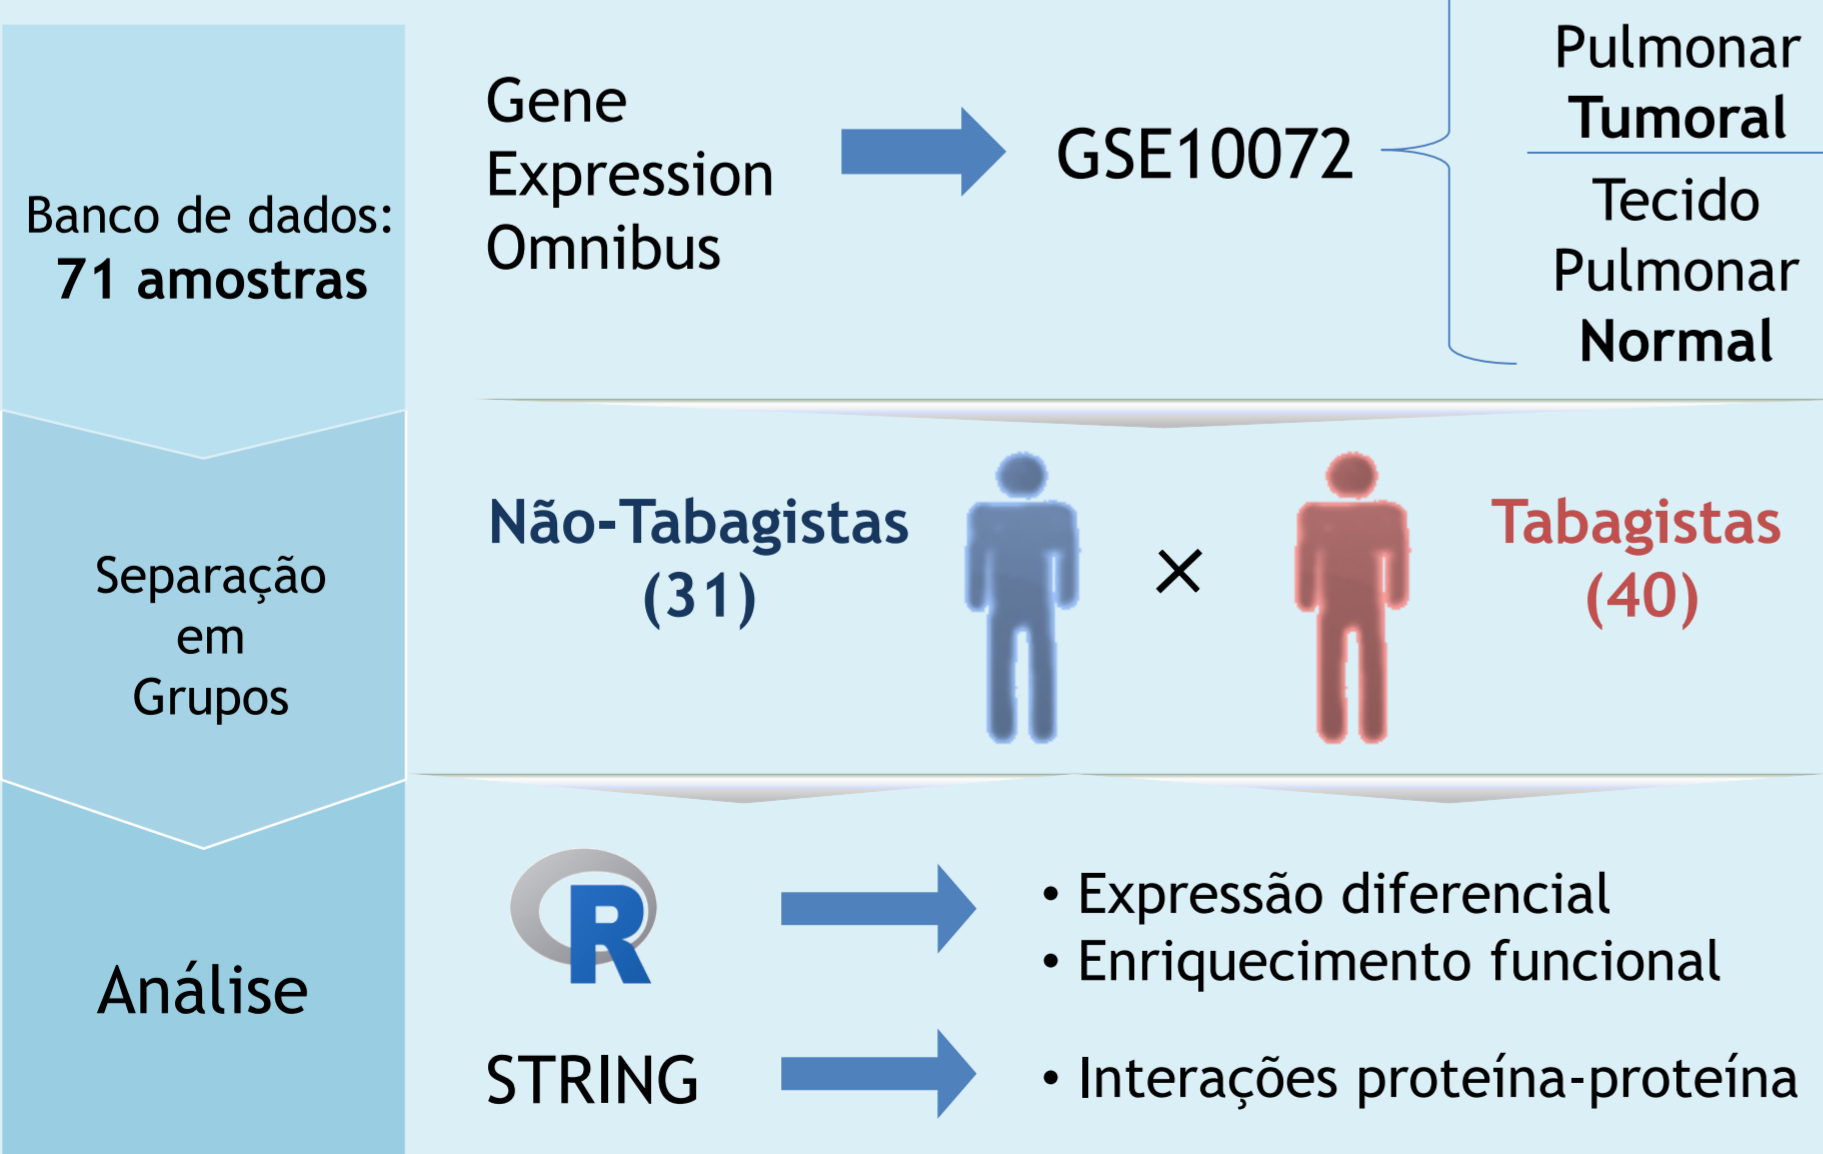 Banco de dados:
71 amostras
Gene
Expression
Omnibus
GSE10072
Pulmonar
Tumoral
Tecido
Pulmonar
Normal
Separação
em
Grupos
Não-Tabagistas
(31)
×
Tabagistas
(40)
Análise
R
• Expressão diferencial
• Enriquecimento funcional
STRING
• Interações proteína-proteína